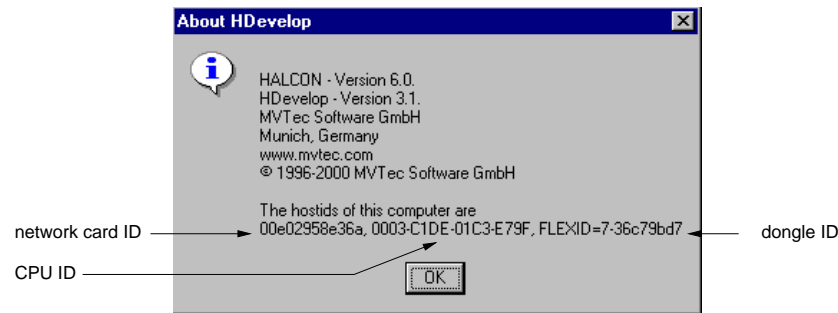 About HDevelop
HALCON - Version 6.0.
HDevelop - Version 3.1.
MVTec Software GmbH
Munich, Germany
www.mvtec.com
© 1996-2000 MVTec Software GmbH
The hostids of this computer are
network card ID
00e02958e36a, 0003-C1DE-01C3-E79F, FLEXID=7-36c79bd7
dongle ID
CPU ID
OK